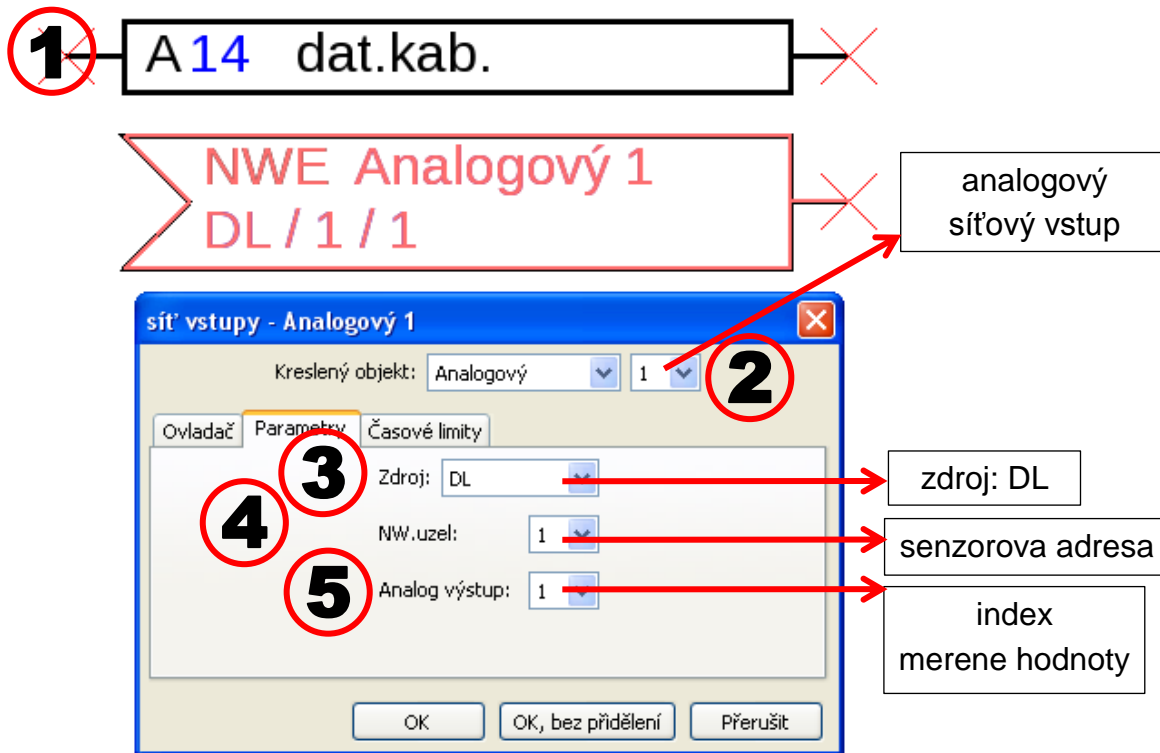 1
A 14 dat.kab.
NWE Analogový 1
DL / 1 / 1
analogový
síťový vstup
síť vstupy - Analogový 1
Kreslený objekt: Analogový 1
2
Ovladač Parametry Časové limity
3
Zdroj: DL
zdroj: DL
4
NW.uzel: 1
senzorova adresa
5
Analog výstup: 1
index
merene hodnoty
OK OK, bez přidělení Přerušit